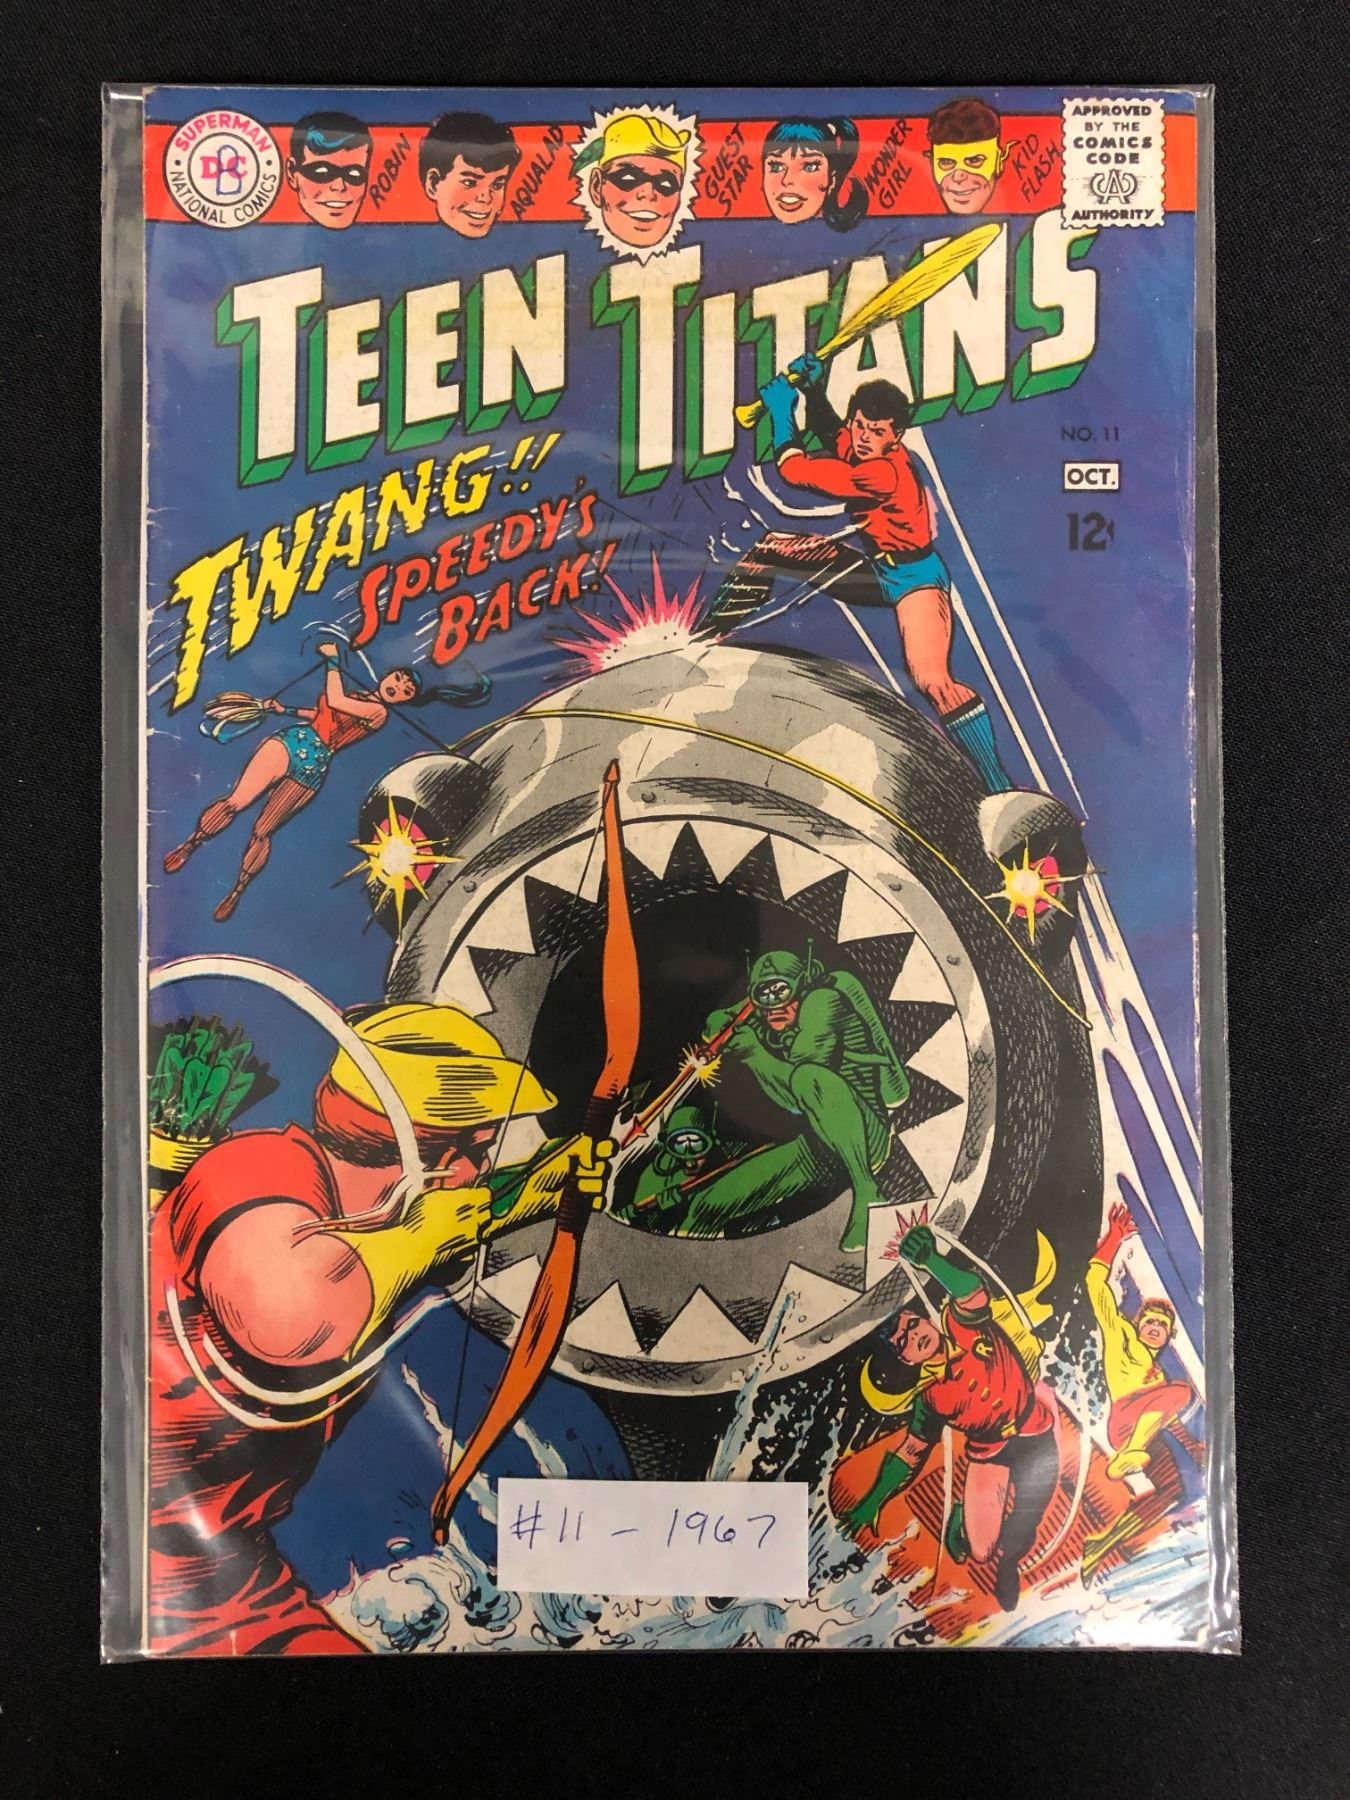 SUPERMAN
DC
NATIONAL COMICS
ROBIN
AQUALAD
GUEST
STAR
WONDER
GIRL
KID
FLASH
APPROVED
BY THE
COMICS
CODE
CA
AUTHORITY
TEEN TITANS
NO. 11
OCT.
12¢
TWANG!!
SPEEDY'S
BACK!
R
#11 - 1967